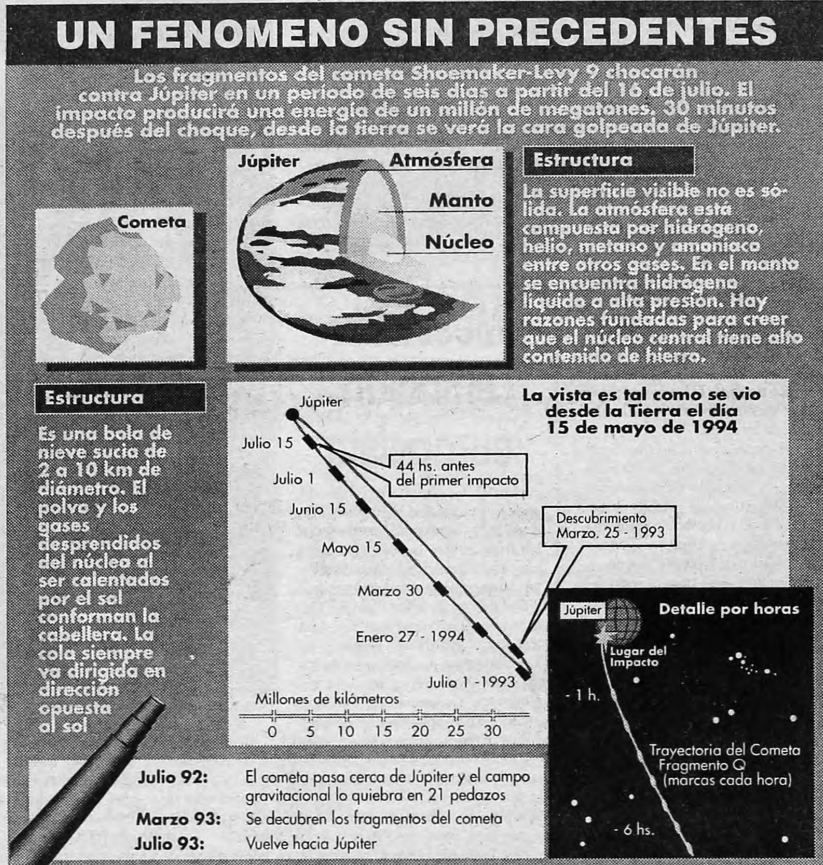 UN FENOMENO SIN PRECEDENTES
Los fragmentos del cometa Shoemaker-Levy 9 chocarán
contra Júpiter en un período de seis días a partir del 16 de julio. El
impacto producirá una energía de un millón de megatones. 30 minutos
después del choque, desde la tierra se verá la cara golpeada de Júpiter.
Cometa
Júpiter
Atmósfera
Manto
Núcleo
Estructura
La superficie visible no es só-
lida. La atmósfera está
compuesta por hidrógeno,
helio, metano y amoníaco
entre otros gases. En el manto
se encuentra hidrógeno
líquido a alta presión. Hay
razones fundadas para creer
que el núcleo central tiene alto
contenido de hierro.
Estructura
Es una bola de
nieve sucia de
2 a 10 km de
diámetro. El
polvo y los
gases
desprendidos
del núcleo al
ser calentados
por el sol
conforman la
cabellera. La
cola siempre
va dirigida en
dirección
opuesta
al sol
La vista es tal como se vio
desde la Tierra el día
15 de mayo de 1994
Júpiter
Julio 15
44 hs. antes
del primer impacto
Julio 1
Junio 15
Descubrimiento
Marzo. 25 - 1993
Mayo 15
Marzo 30
Enero 27 - 1994
Julio 1 -1993
Millones de kilómetros
0 5 10 15 20 25 30
Júpiter
Detalle por horas
Lugar del
Impacto
- 1 h.
Trayectoria del Cometa
Fragmento Q
(marcas cada hora)
- 6 hs.
Julio 92: El cometa pasa cerca de Júpiter y el campo
gravitacional lo quiebra en 21 pedazos
Marzo 93: Se decubren los fragmentos del cometa
Julio 93: Vuelve hacia Júpiter